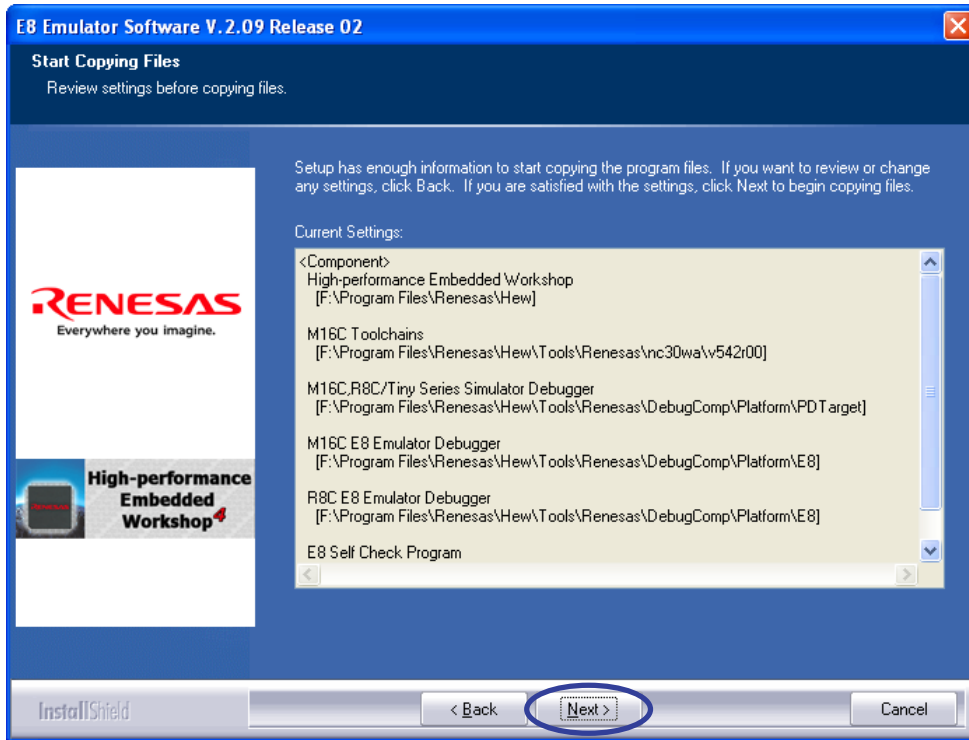 E8 Emulator Software V.2.09 Release 02
Start Copying Files
Review settings before copying files.
Setup has enough information to start copying the program files. If you want to review or change
any settings, click Back. If you are satisfied with the settings, click Next to begin copying files.
Current Settings:
<Component>
High-performance Embedded Workshop
[F:\Program Files\Renesas\Hew]
M16C Toolchains
[F:\Program Files\Renesas\Hew\Tools\Renesas\nc30wa\v542r00]
M16C,R8C/Tiny Series Simulator Debugger
[F:\Program Files\Renesas\Hew\Tools\Renesas\DebugComp\Platform\PDTarget]
M16C E8 Emulator Debugger
[F:\Program Files\Renesas\Hew\Tools\Renesas\DebugComp\Platform\E8]
R8C E8 Emulator Debugger
[F:\Program Files\Renesas\Hew\Tools\Renesas\DebugComp\Platform\E8]
E8 Self Check Program
RENESAS
Everywhere you imagine.
High-performance
Embedded
Workshop4
InstallShield
< Back
Next >
Cancel